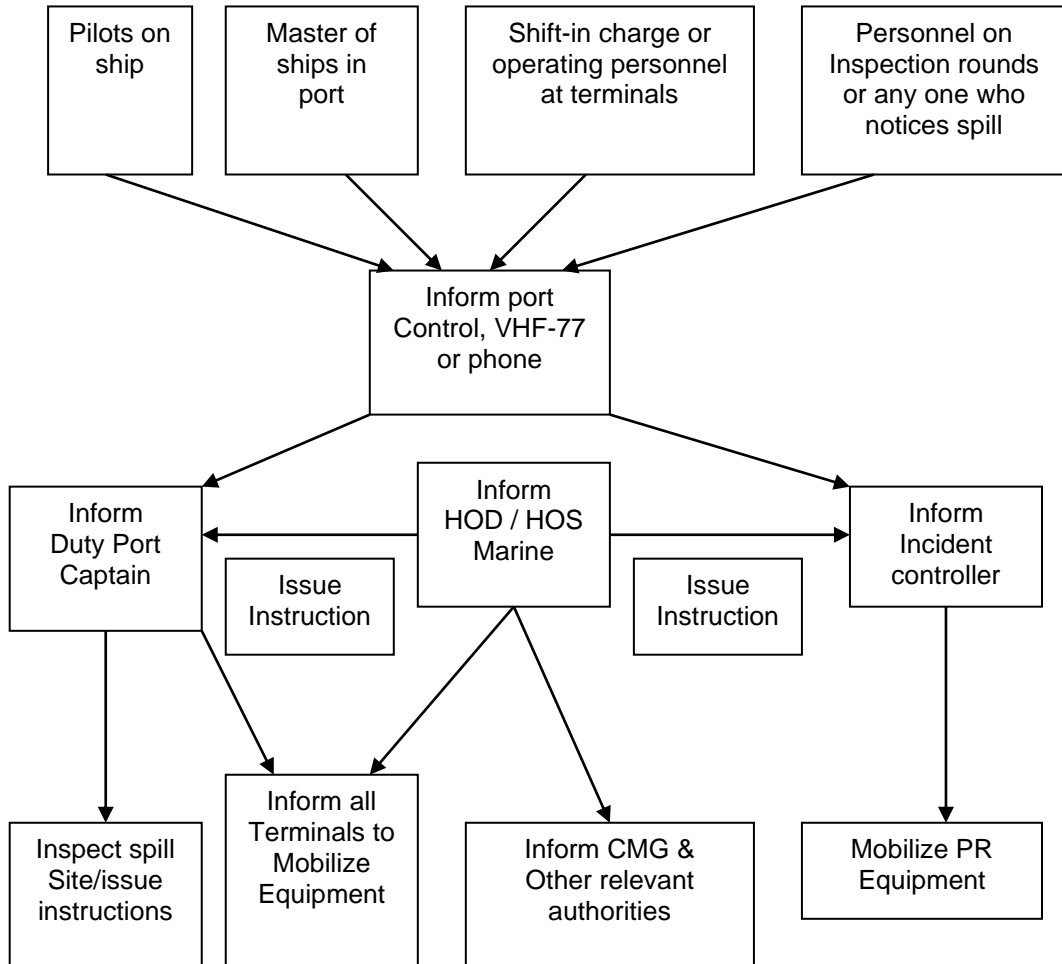 Pilots on
ship
Master of
ships in
port
Shift-in charge or
operating personnel
at terminals
Personnel on
Inspection rounds
or any one who
notices spill
Inform port
Control, VHF-77
or phone
Inform
Duty Port
Captain
Issue
Instruction
Inform
HOD / HOS
Marine
Issue
Instruction
Inform
Incident
controller
Inspect spill
Site/issue
instructions
Inform all
Terminals to
Mobilize
Equipment
Inform CMG &
Other relevant
authorities
Mobilize PR
Equipment